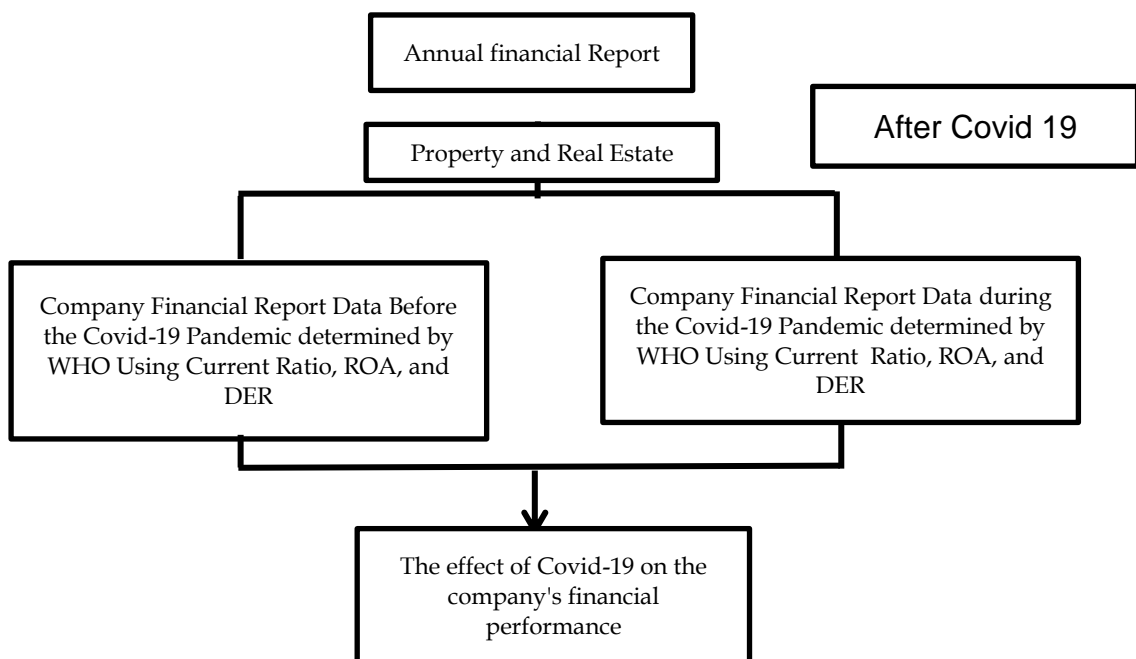 Annual financial Report
After Covid 19
Property and Real Estate
Company Financial Report Data Before
the Covid-19 Pandemic determined by
WHO Using Current Ratio, ROA, and
DER
Company Financial Report Data during
the Covid-19 Pandemic determined by
WHO Using Current Ratio, ROA, and
DER
The effect of Covid-19 on the
company's financial
performance